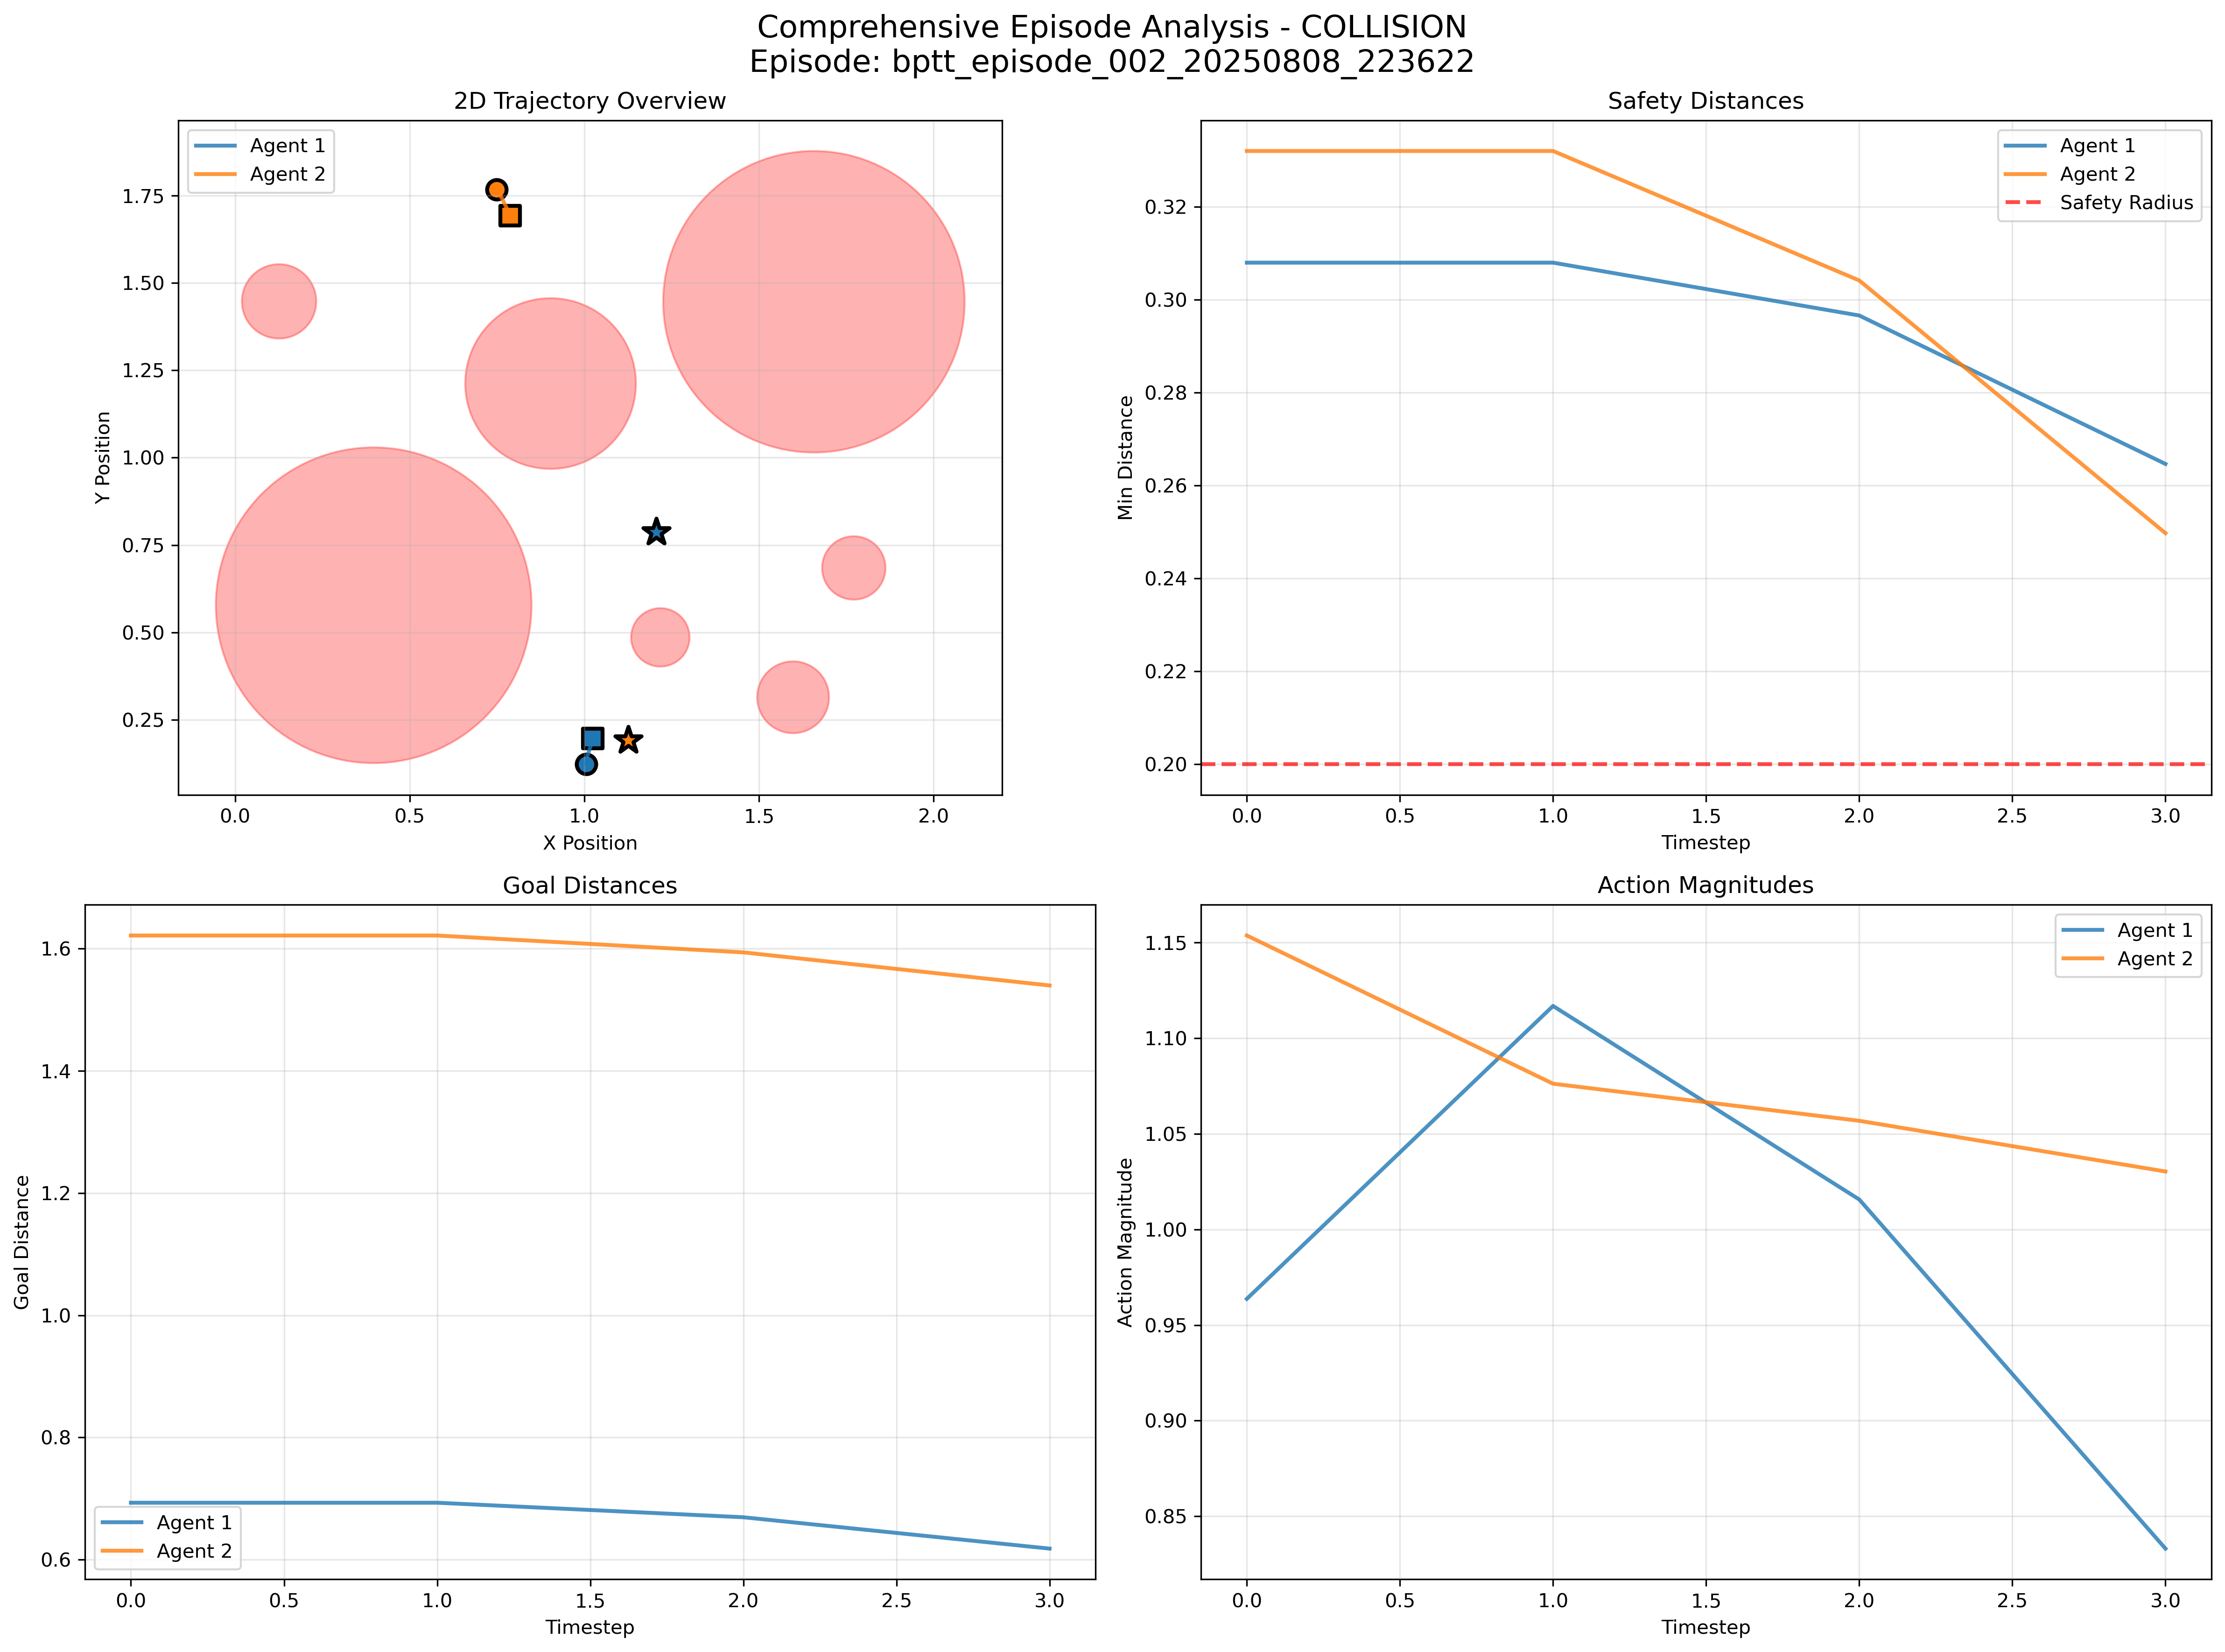 Comprehensive Episode Analysis - COLLISION
Episode: bptt_episode_002_20250808_223622
2D Trajectory Overview
Agent 1
Agent 2
Y Position
1.75
1.50
1.25
1.00
0.75
0.50
0.25
0.0 0.5 1.0 1.5 2.0
X Position
Safety Distances
Agent 1
Agent 2
Safety Radius
Min Distance
0.32
0.30
0.28
0.26
0.24
0.22
0.20
0.0 0.5 1.0 1.5 2.0 2.5 3.0
Timestep
Goal Distances
Goal Distance
1.6
1.4
1.2
1.0
0.8
0.6
Agent 1
Agent 2
0.0 0.5 1.0 1.5 2.0 2.5 3.0
Timestep
Action Magnitudes
Agent 1
Agent 2
Action Magnitude
1.15
1.10
1.05
1.00
0.95
0.90
0.85
0.0 0.5 1.0 1.5 2.0 2.5 3.0
Timestep